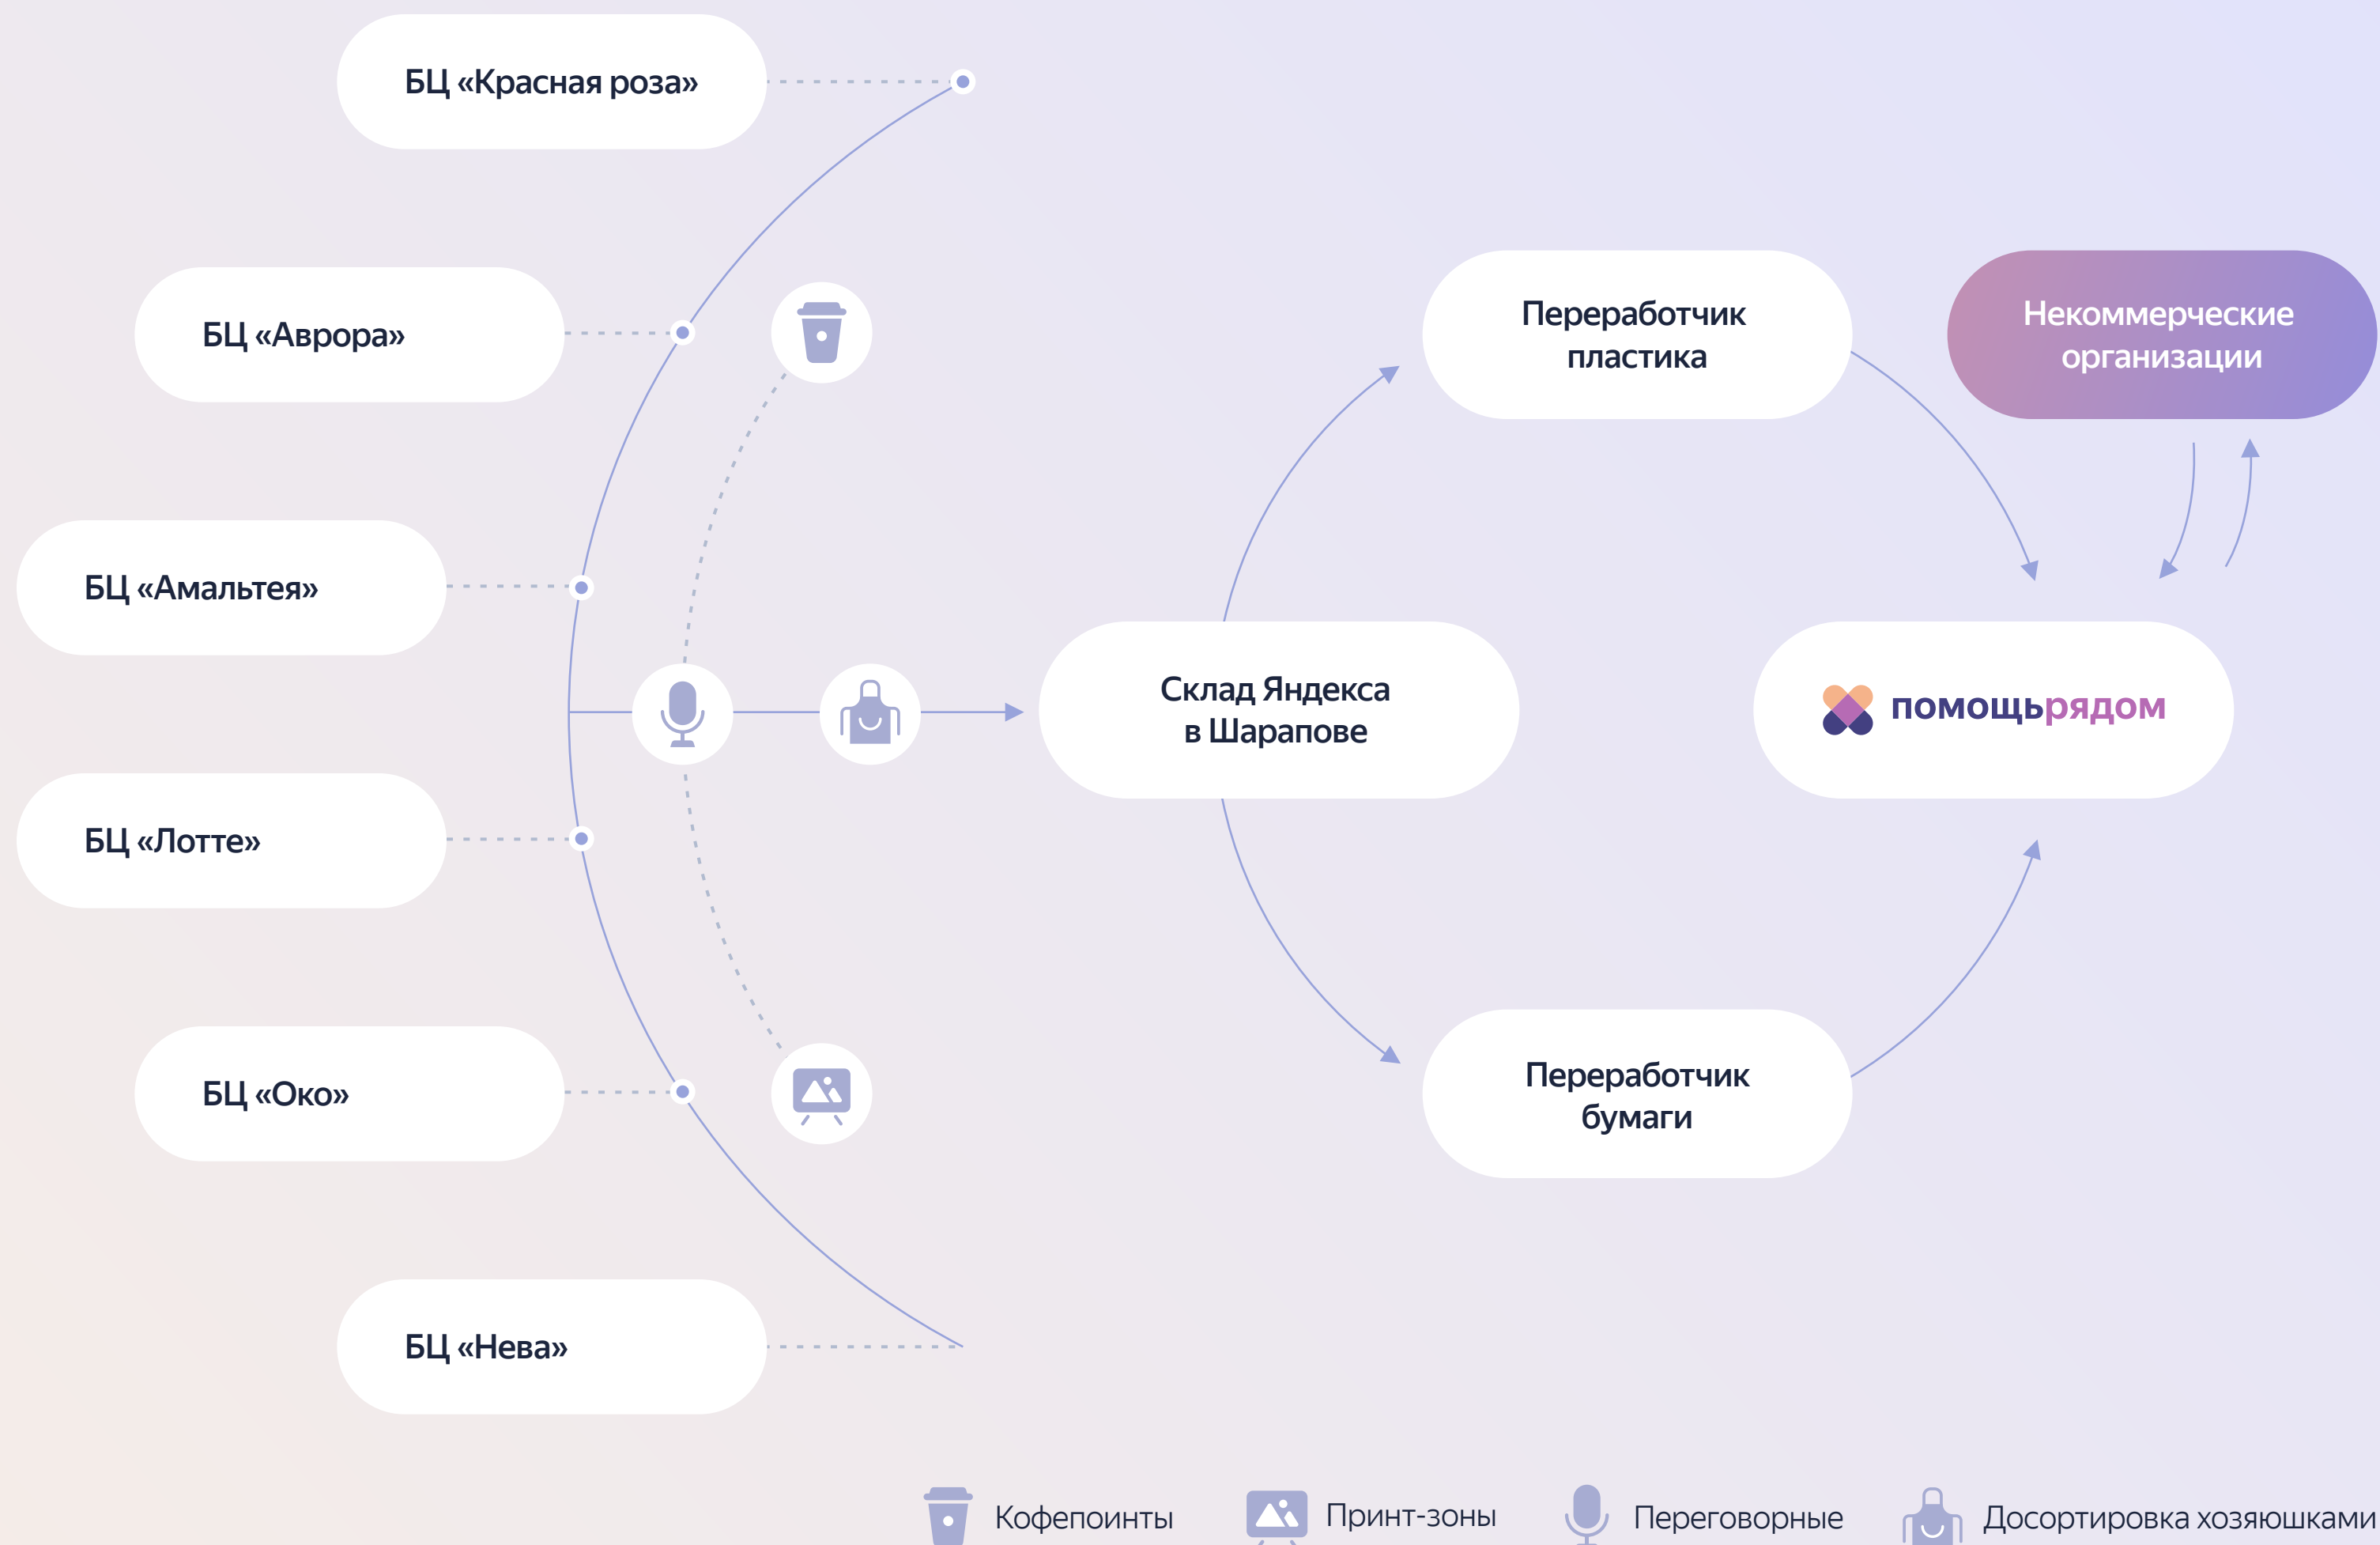 БЦ «Красная роза»
БЦ «Аврора»
БЦ «Амальтея»
БЦ «Лотте»
БЦ «Око»
БЦ «Нева»
Склад Яндекса
в Шарапове
Переработчик
пластика
Переработчик
бумаги
Некоммерческие
организации
помощьрядом
Кофепоинты
Принт-зоны
Переговорные
Досортировка хозяюшками